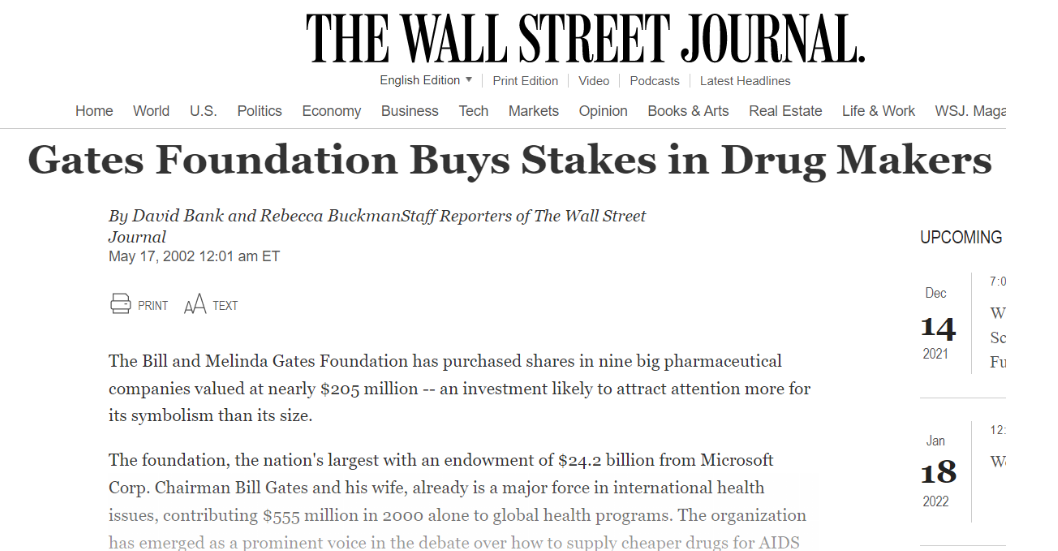 THE WALL STREET JOURNAL.
English Edition Print Edition Video Podcasts Latest Headlines
Home World U.S. Politics Economy Business Tech Markets Opinion Books & Arts Real Estate Life & Work WSJ. Maga
Gates Foundation Buys Stakes in Drug Makers
By David Bank and Rebecca BuckmanStaff Reporters of The Wall Street
Journal
May 17, 2002 12:01 am ET
PRINT TEXT
The Bill and Melinda Gates Foundation has purchased shares in nine big pharmaceutical
companies valued at nearly $205 million -- an investment likely to attract attention more for
its symbolism than its size.
The foundation, the nation's largest with an endowment of $24.2 billion from Microsoft
Corp. Chairman Bill Gates and his wife, already is a major force in international health
issues, contributing $555 million in 2000 alone to global health programs. The organization
has emerged as a prominent voice in the debate over how to supply cheaper drugs for AIDS
UPCOMING
Dec
14
2021
7:0
W
Sc
Fu
Jan
18
2022
12:
W